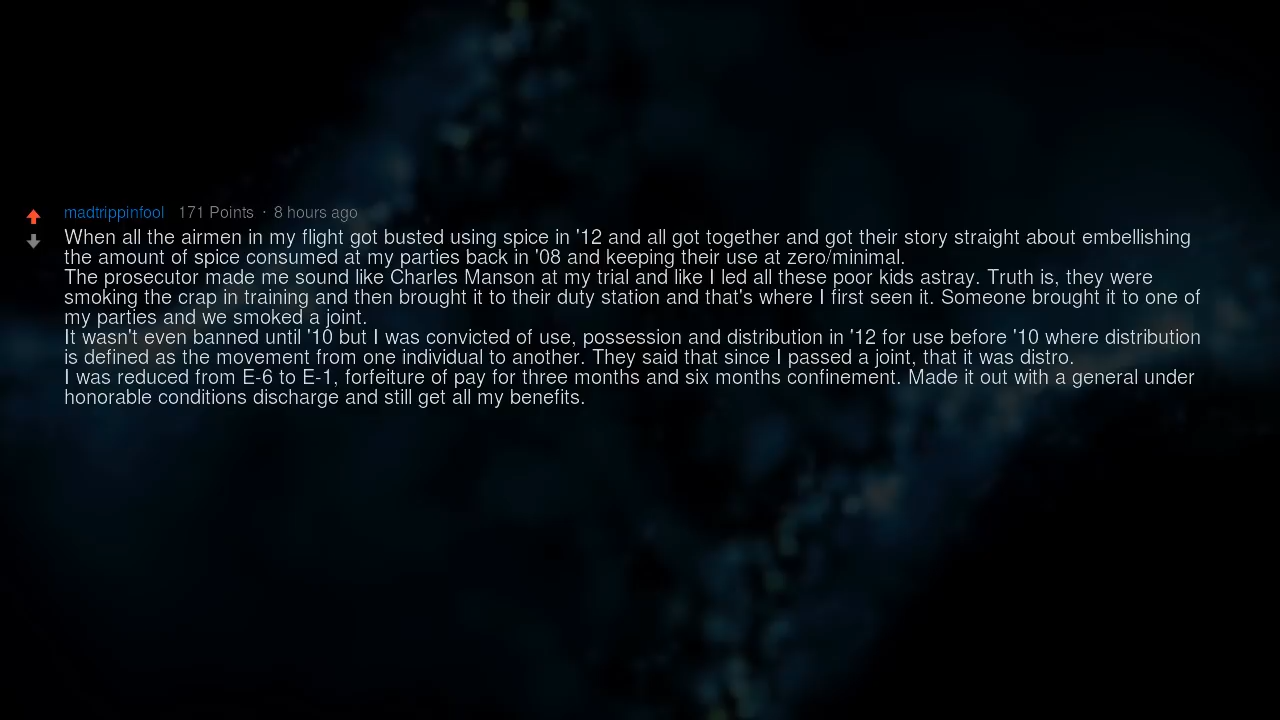 madtrippinfool 171 Points · 8 hours ago
When all the airmen in my flight got busted using spice in '12 and all got together and got their story straight about embellishing
the amount of spice consumed at my parties back in '08 and keeping their use at zero/minimal.
The prosecutor made me sound like Charles Manson at my trial and like I led all these poor kids astray. Truth is, they were
smoking the crap in training and then brought it to their duty station and that's where I first seen it. Someone brought it to one of
my parties and we smoked a joint.
It wasn't even banned until '10 but I was convicted of use, possession and distribution in '12 for use before '10 where distribution
is defined as the movement from one individual to another. They said that since I passed a joint, that it was distro.
I was reduced from E-6 to E-1, forfeiture of pay for three months and six months confinement. Made it out with a general under
honorable conditions discharge and still get all my benefits.